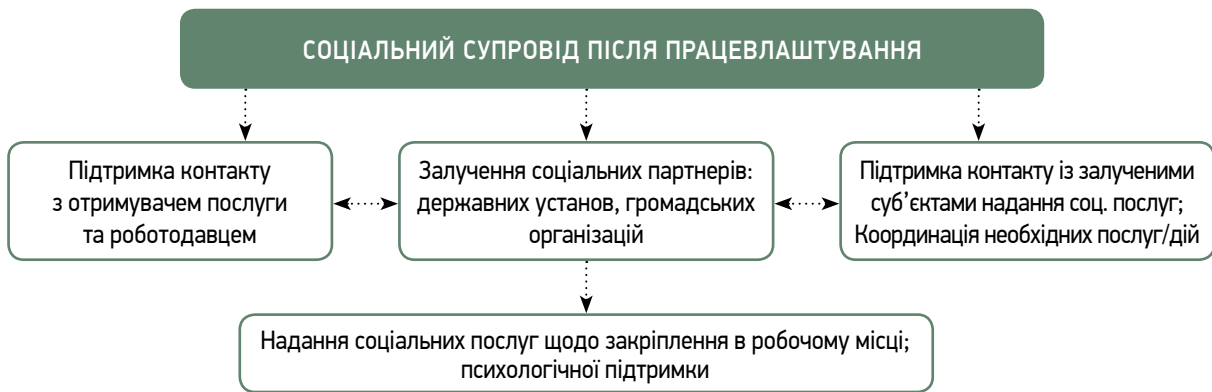 СОЦІАЛЬНИЙ СУПРОВІД ПІСЛЯ ПРАЦЕВЛАШТУВАННЯ
Підтримка контакту
з отримувачем послуги
та роботодавцем
Залучення соціальних партнерів:
державних установ, громадських
організацій
Підтримка контакту із залученими
суб’єктами надання соц. послуг;
Координація необхідних послуг/дій
Надання соціальних послуг щодо закріплення в робочому місці;
психологічної підтримки